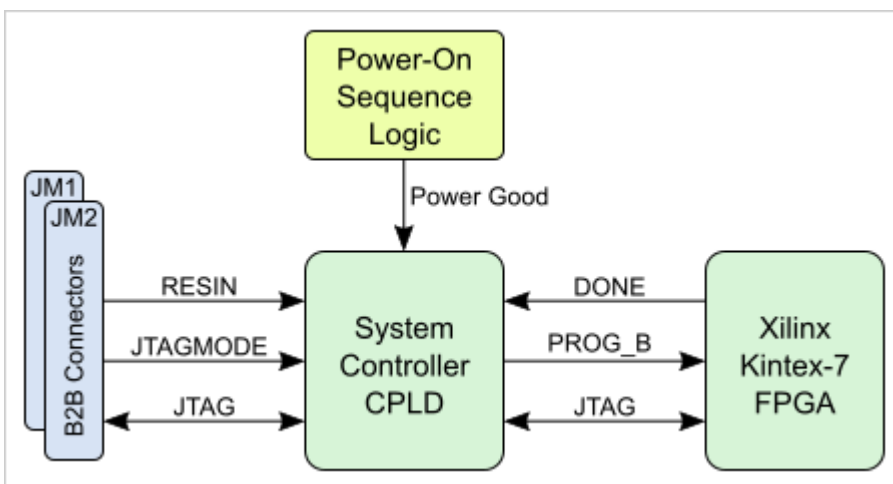 Power-On
Sequence
Logic
Power Good
JM1
JM2
B2B Connectors
RESIN
JTAGMODE
JTAG
System
Controller
CPLD
DONE
PROG_B
JTAG
Xilinx
Kintex-7
FPGA